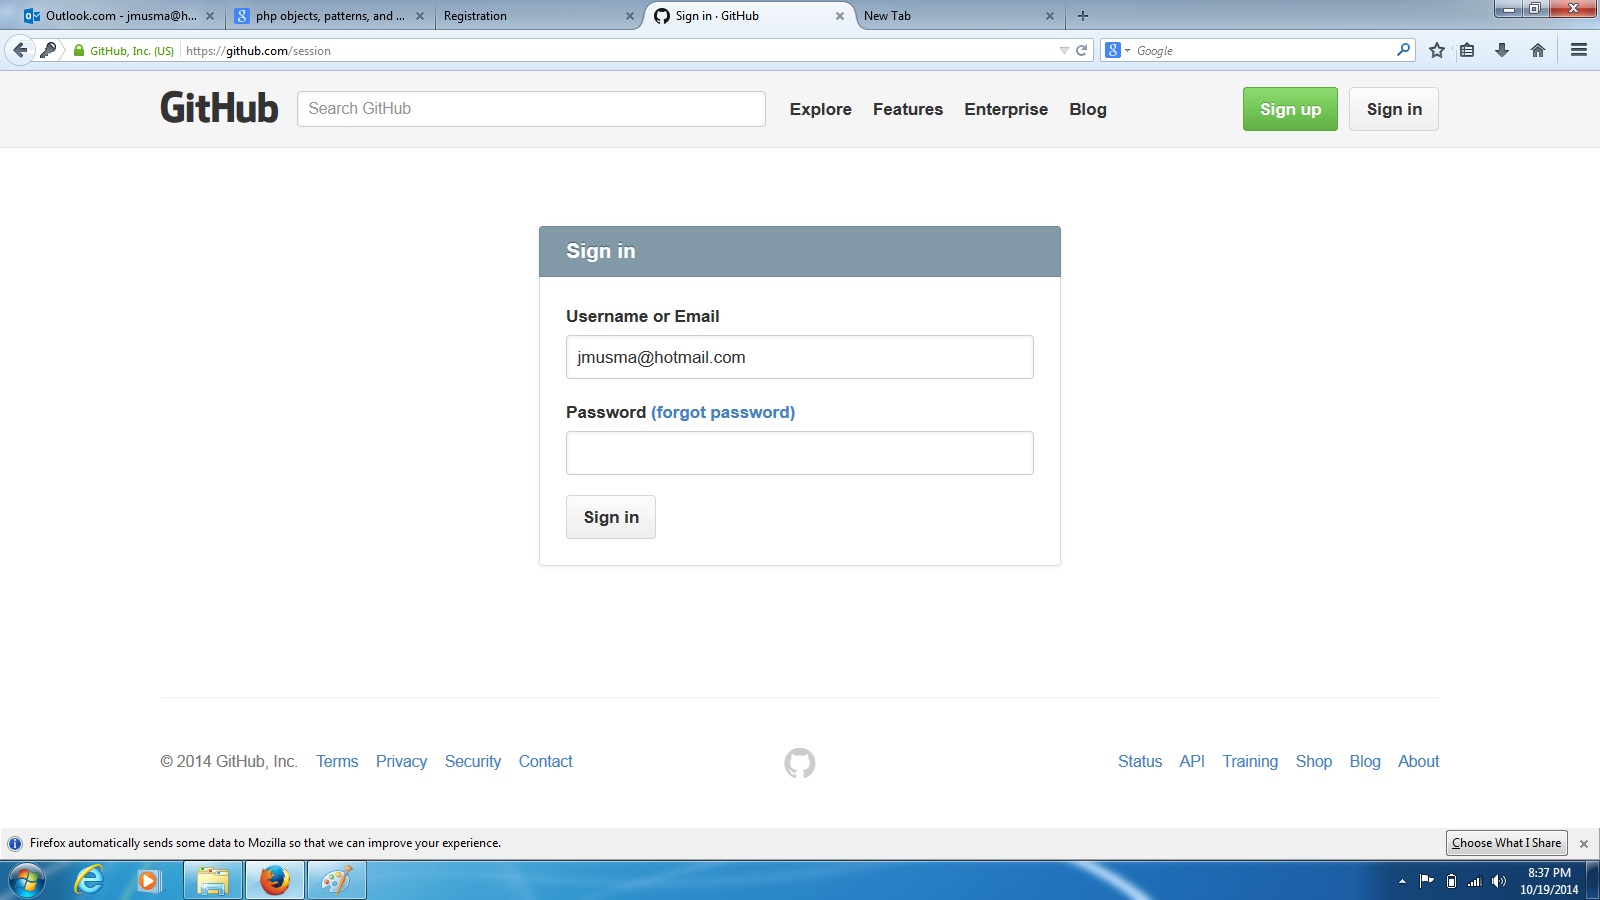 Outlook.com - jmusma@h...
php objects, patterns, and ...
Registration
Sign in · GitHub
New Tab
GitHub, Inc. (US)
https://github.com/session
Google
GitHub
Search GitHub
Explore
Features
Enterprise
Blog
Sign up
Sign in
Sign in
Username or Email
jmusma@hotmail.com
Password (forgot password)
Sign in
© 2014 GitHub, Inc.
Terms
Privacy
Security
Contact
Status
API
Training
Shop
Blog
About
Firefox automatically sends some data to Mozilla so that we can improve your experience.
Choose What I Share
8:37 PM
10/19/2014